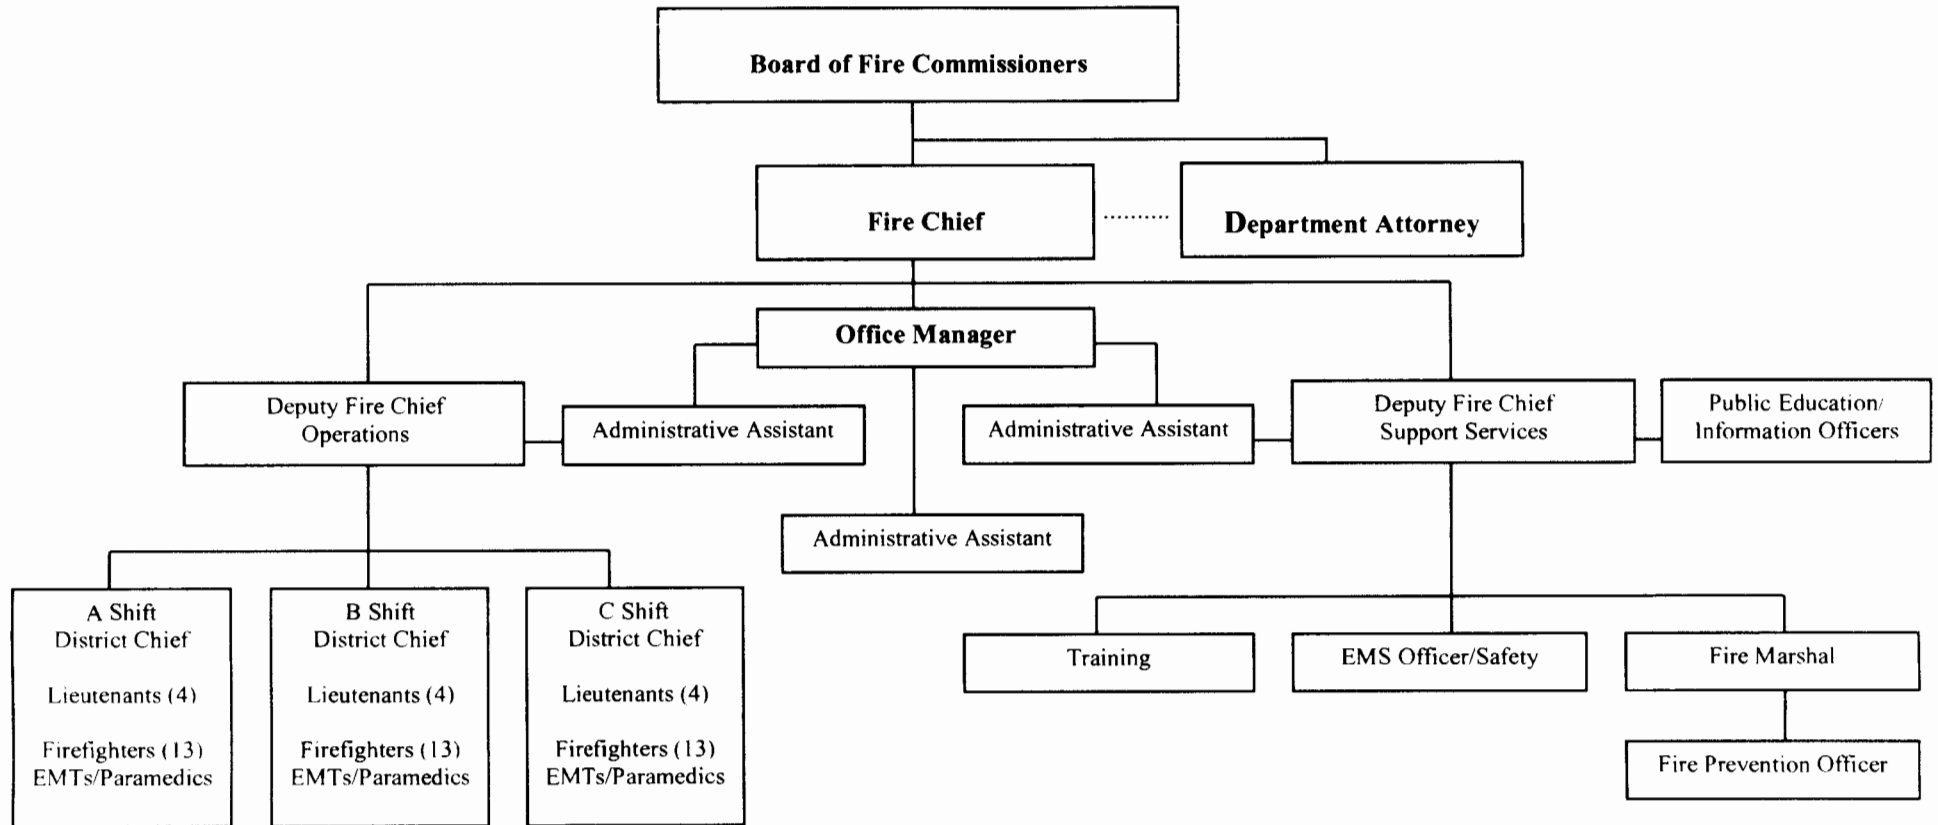 Board of Fire Commissioners
Fire Chief
Department Attorney
Office Manager
Deputy Fire Chief
Operations
Administrative Assistant
Administrative Assistant
Deputy Fire Chief
Support Services
Public Education/
Information Officers
Administrative Assistant
A Shift
District Chief
Lieutenants (4)
Firefighters (13)
EMTs/Paramedics
B Shift
District Chief
Lieutenants (4)
Firefighters (13)
EMTs/Paramedics
C Shift
District Chief
Lieutenants (4)
Firefighters (13)
EMTs/Paramedics
Training
EMS Officer/Safety
Fire Marshal
Fire Prevention Officer